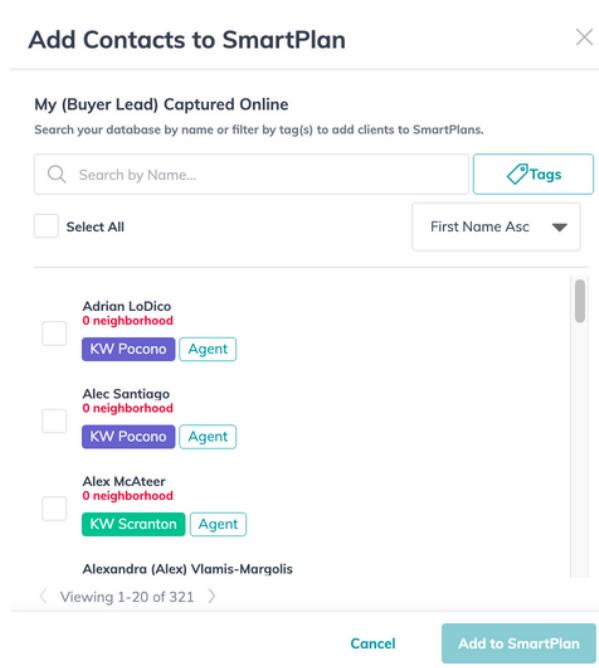 Add Contacts to SmartPlan
My (Buyer Lead) Captured Online
Search your database by name or filter by tag(s) to add clients to SmartPlans.
Search by Name...
Tags
Select All
First Name Asc
Adrian LoDico
0 neighborhood
KW Pocono Agent
Alec Santiago
0 neighborhood
KW Pocono Agent
Alex McAteer
0 neighborhood
KW Scranton Agent
Alexandra (Alex) Vlamis-Margolis
Viewing 1-20 of 321
Cancel
Add to SmartPlan